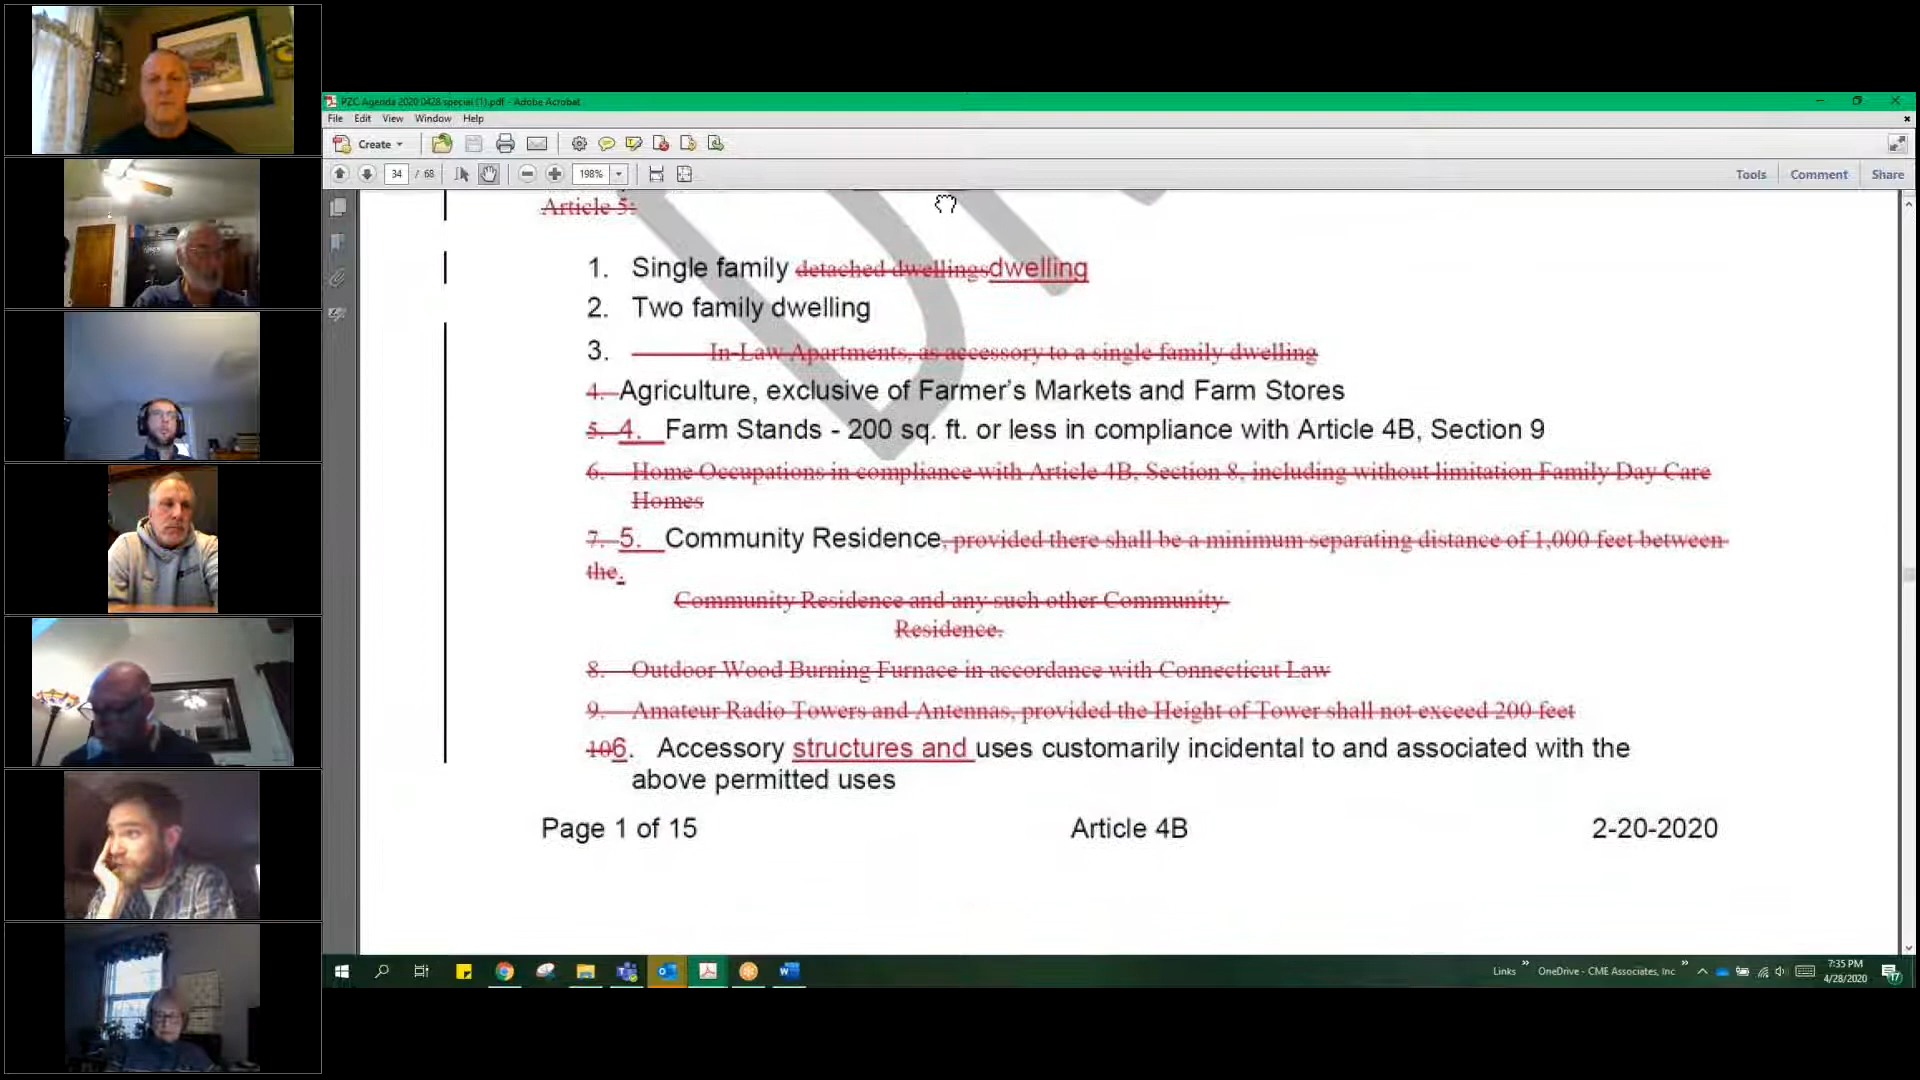 PZC Agenda 2020 0428 special (1).pdf - Adobe Acrobat
File Edit View Window Help
Create
34 / 68 198% Tools Comment Share
Article 5:
1. Single family detached dwellingsdwelling
2. Two family dwelling
3. In-Law Apartments, as accessory to a single family dwelling
4. Agriculture, exclusive of Farmer's Markets and Farm Stores
5. 4. Farm Stands - 200 sq. ft. or less in compliance with Article 4B, Section 9
6. Home Occupations in compliance with Article 4B, Section 8, including without limitation Family Day Care
Homes
7. 5. Community Residence, provided there shall be a minimum separating distance of 1,000 feet between
the.
Community Residence and any such other Community
Residence.
8. Outdoor Wood Burning Furnace in accordance with Connecticut Law
9. Amateur Radio Towers and Antennas, provided the Height of Tower shall not exceed 200 feet
106. Accessory structures and uses customarily incidental to and associated with the
above permitted uses
Page 1 of 15 Article 4B 2-20-2020
Links OneDrive - CME Associates, Inc 7:35 PM
4/28/2020
17